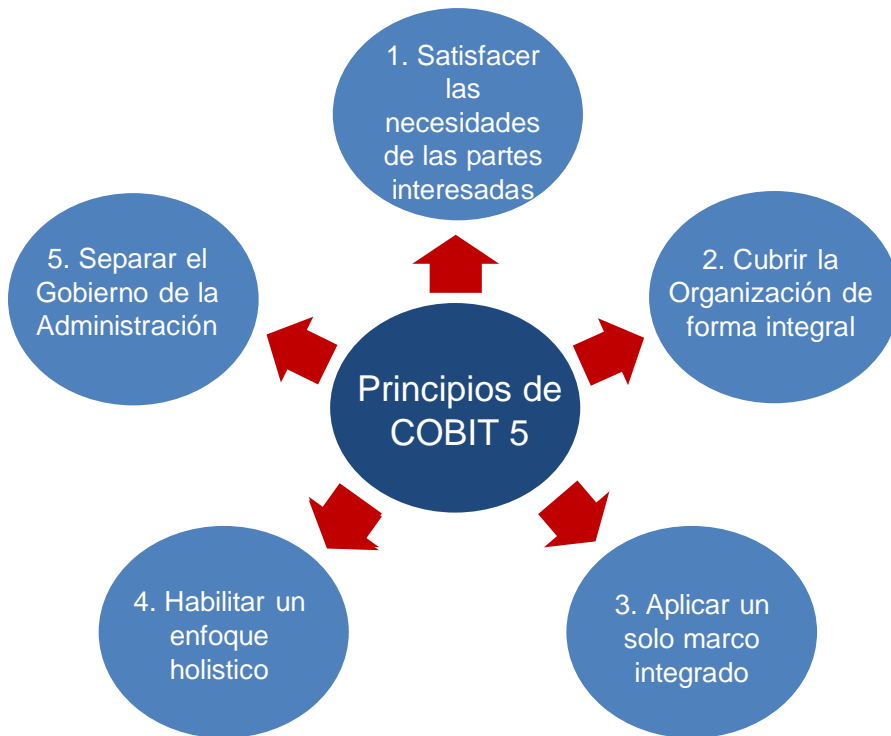 1. Satisfacer
las
necesidades
de las partes
interesadas
5. Separar el
Gobierno de la
Administración
2. Cubrir la
Organización de
forma integral
Principios de
COBIT 5
4. Habilitar un
enfoque
holistico
3. Aplicar un
solo marco
integrado